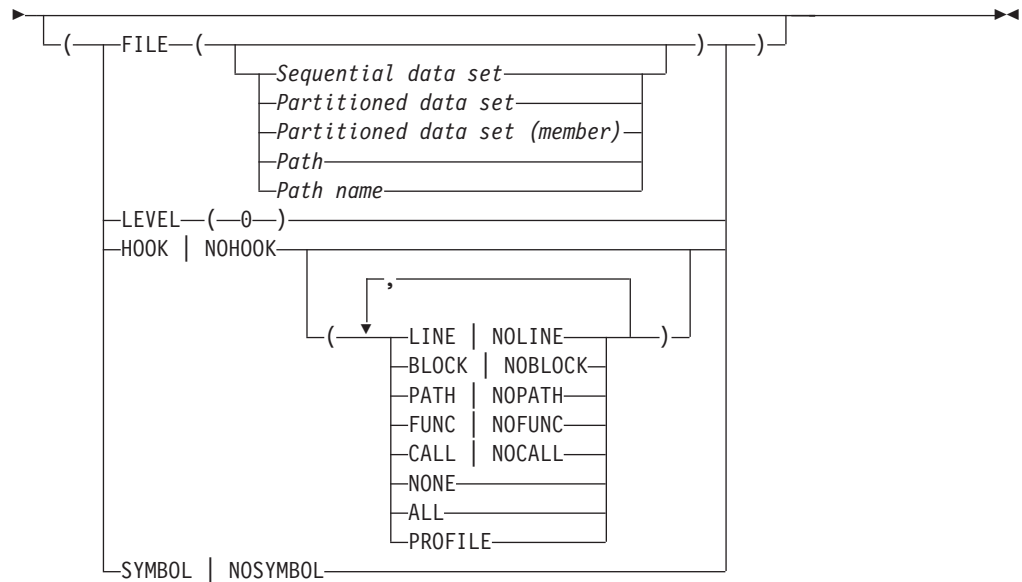 ( FILE ( ) )
Sequential data set
Partitioned data set
Partitioned data set (member)
Path
Path name
LEVEL ( 0 )
HOOK | NOHOOK
,
( LINE | NOLINE )
BLOCK | NOBLOCK
PATH | NOPATH
FUNC | NOFUNC
CALL | NOCALL
NONE
ALL
PROFILE
SYMBOL | NOSYMBOL